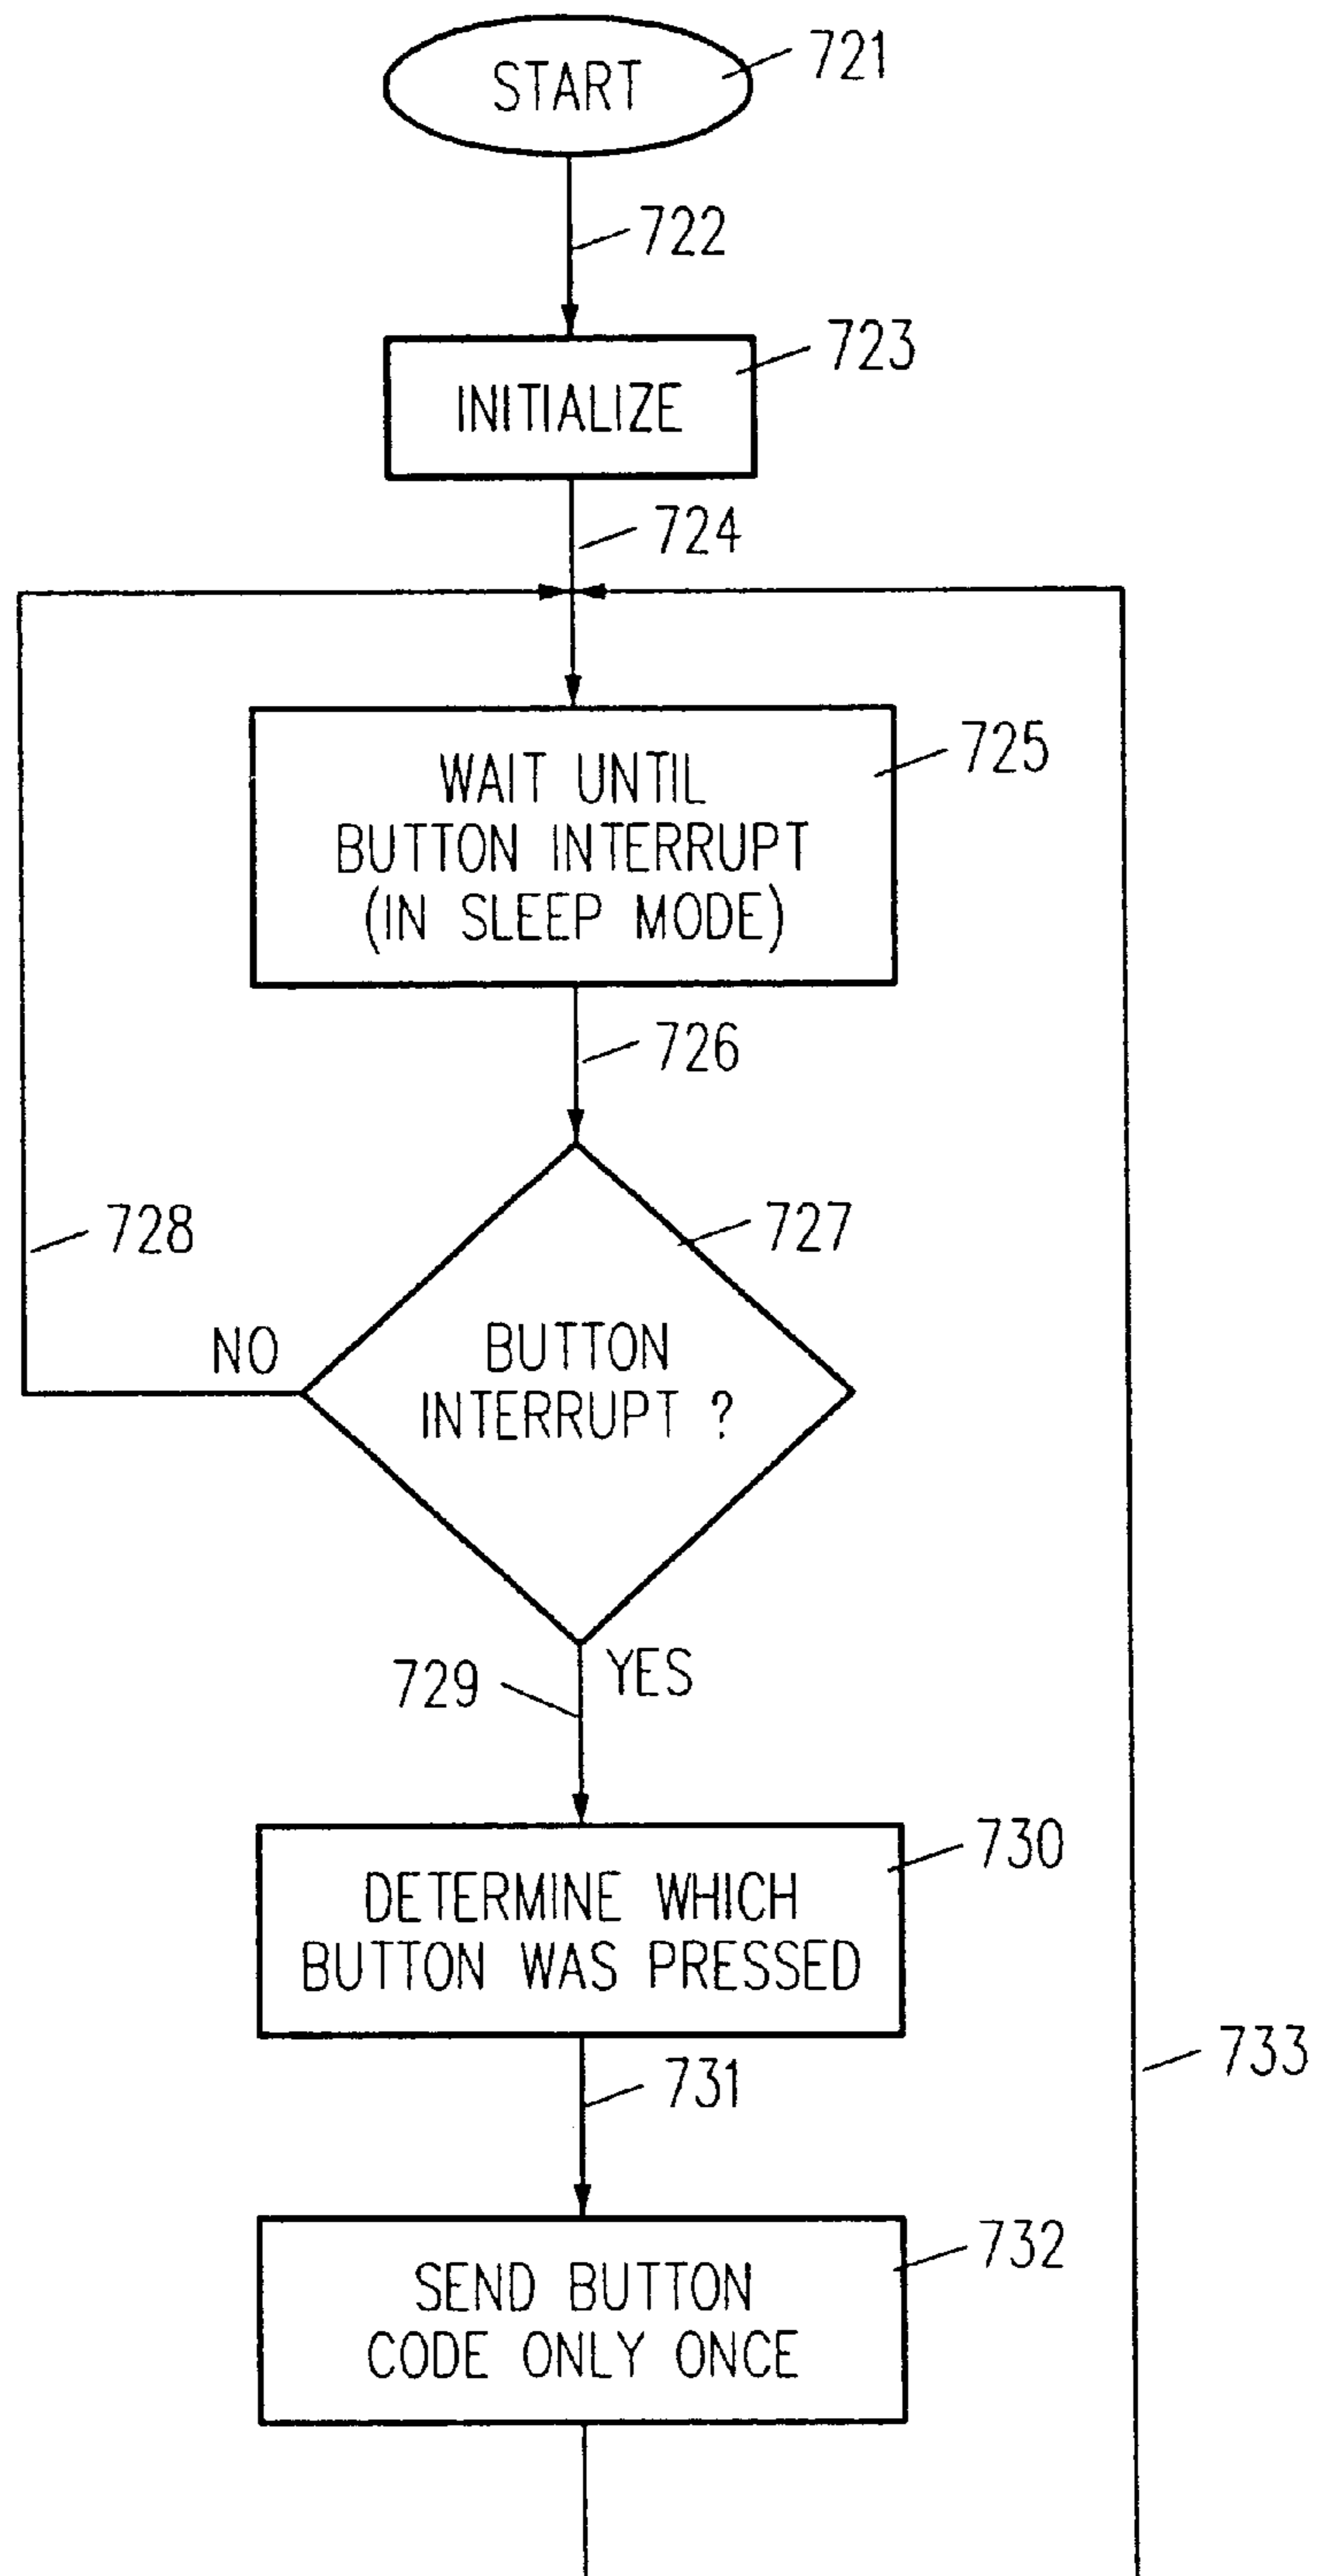 START
721
722
INITIALIZE
723
724
WAIT UNTIL
BUTTON INTERRUPT
(IN SLEEP MODE)
725
726
727
728
NO
BUTTON
INTERRUPT ?
YES
729
730
DETERMINE WHICH
BUTTON WAS PRESSED
731
733
732
SEND BUTTON
CODE ONLY ONCE